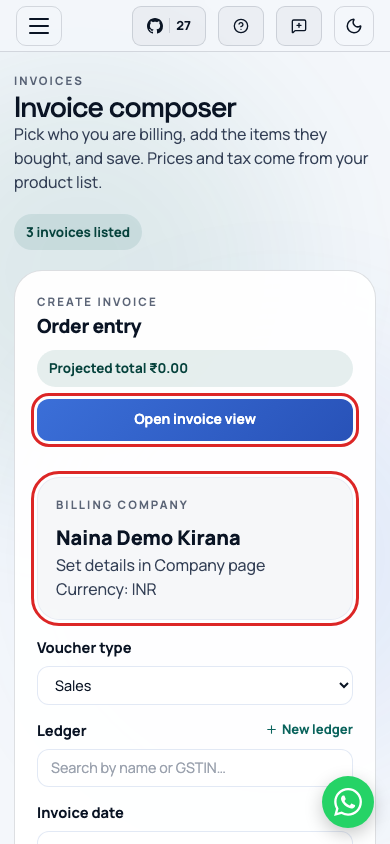 27
INVOICES
Invoice composer
Pick who you are billing, add the items they
bought, and save. Prices and tax come from your
product list.
3 invoices listed
CREATE INVOICE
Order entry
Projected total ₹0.00
Open invoice view
BILLING COMPANY
Naina Demo Kirana
Set details in Company page
Currency: INR
Voucher type
Sales
Ledger
+ New ledger
Search by name or GSTIN...
Invoice date